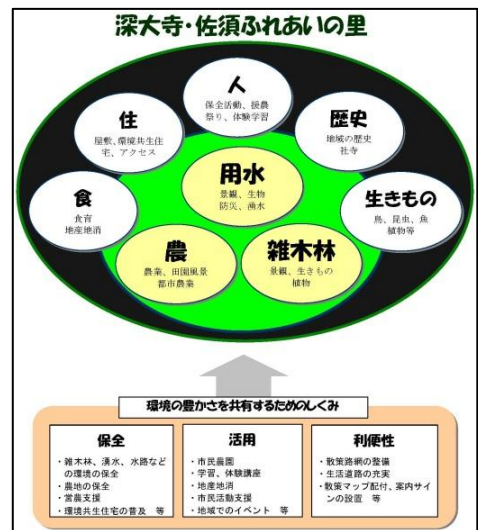 深大寺・佐須ふれあいの里
人
保全活動、援農
祭り、体験学習
住
屋敷、環境共生住
宅、アクセス
歴史
地域の歴史
社寺
用水
景観、生物
防災、湧水
食
食育
地産地消
生きもの
鳥、昆虫、魚
植物等
農
農業、田園風景
都市農業
雑木林
景観、生きもの
植物
環境の豊かさを共有するためのしくみ
保全
・雑木林、湧水、水路など
の環境の保全
・農地の保全
・営農支援
・環境共生住宅の普及 等
活用
・市民農園
・学習、体験講座
・地産地消
・市民活動支援
・地域でのイベント 等
利便性
・散策路網の整備
・生活道路の充実
・散策マップ配付、案内サイ
ンの設置 等